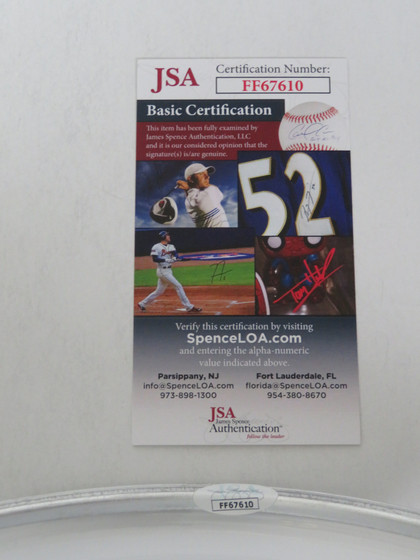 JSA
Certification Number:
FF67610
Basic Certification
This item has been fully examined by
James Spence Authentication, LLC
and it is our considered opinion that the
signature(s) is/are genuine.
52
Verify this certification by visiting
SpenceLOA.com
and entering the alpha-numeric
value indicated above.
Parsippany, NJ
info@SpenceLOA.com
973-898-1300
Fort Lauderdale, FL
florida@SpenceLOA.com
954-380-8670
JSA
James Spence
Authentication
follow the leader
FF67610